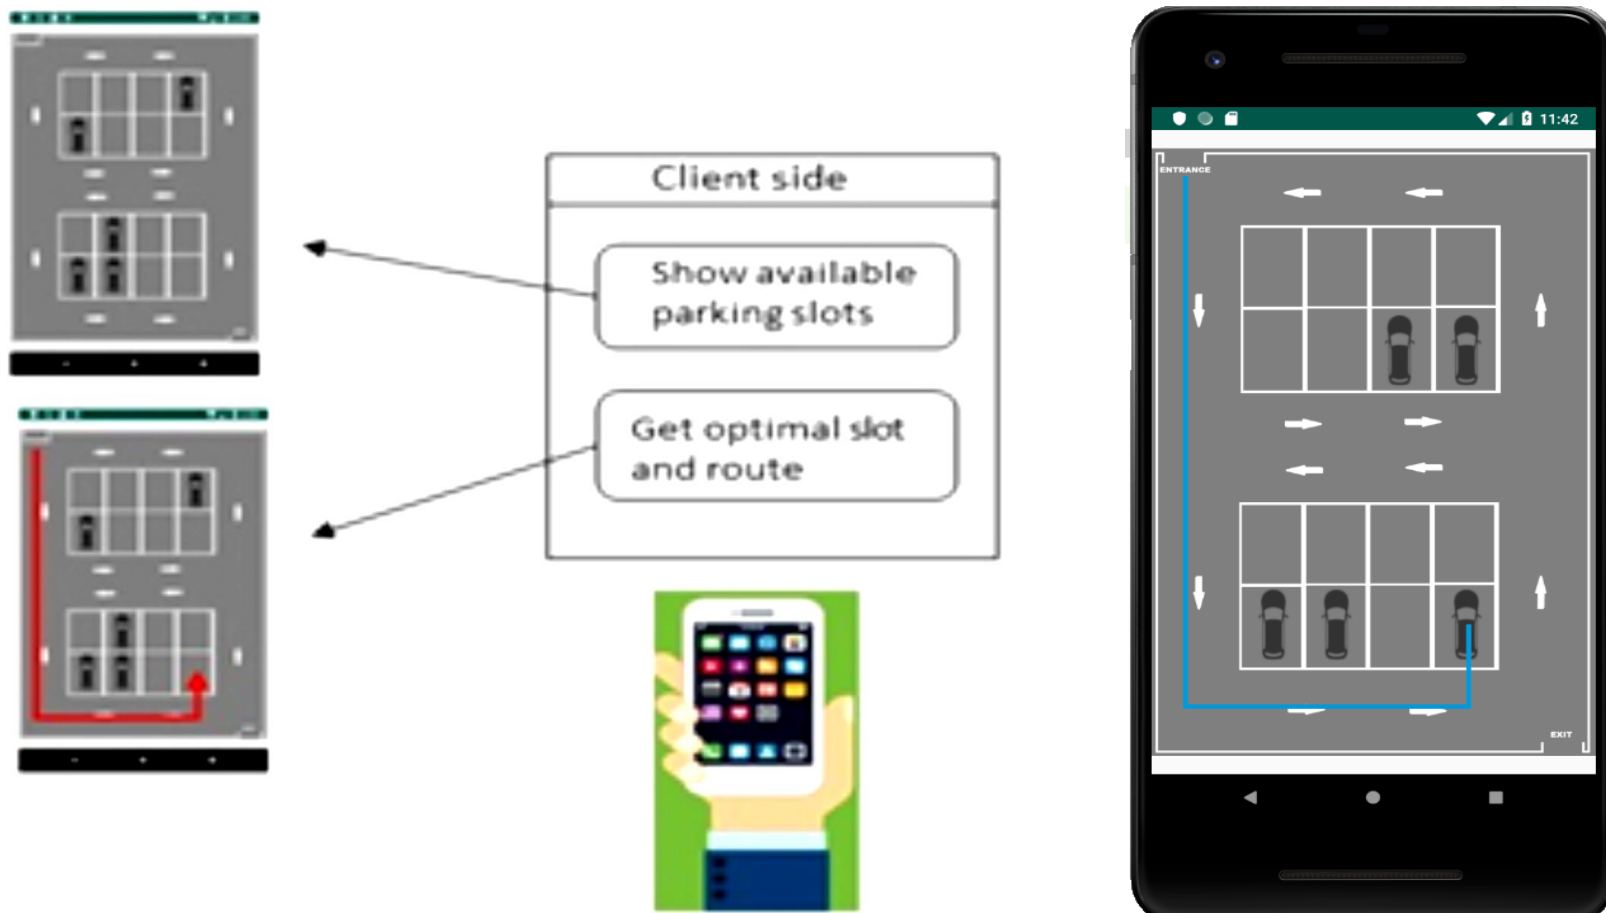 Client side
Show available
parking slots
Get optimal slot
and route
11:42
ENTRANCE
EXIT